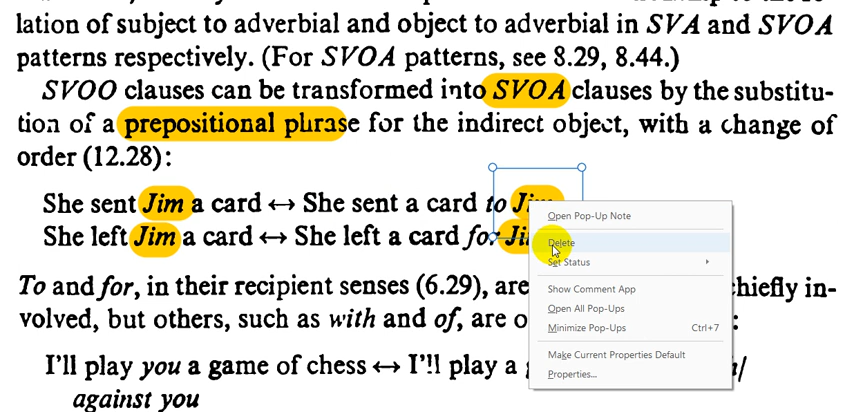 lation of subject to adverbial and object to adverbial in SVA and SVOA
patterns respectively. (For SVOA patterns, see 8.29, 8.44.)
SVOO clauses can be transformed into SVOA clauses by the substitu-
tion of a prepositional phrase for the indirect object, with a change of
order (12.28):
She sent Jim a card ↔ She sent a card to
She left Jim a card ↔ She left a card for
To and for, in their recipient senses (6.29), are chiefly in-
volved, but others, such as with and of, are :
I'll play you a game of chess ↔ I'll play a
against you
Open Pop-Up Note
Delete
Set Status
Show Comment App
Open All Pop-Ups
Minimize Pop-Ups Ctrl+7
Make Current Properties Default
Properties...